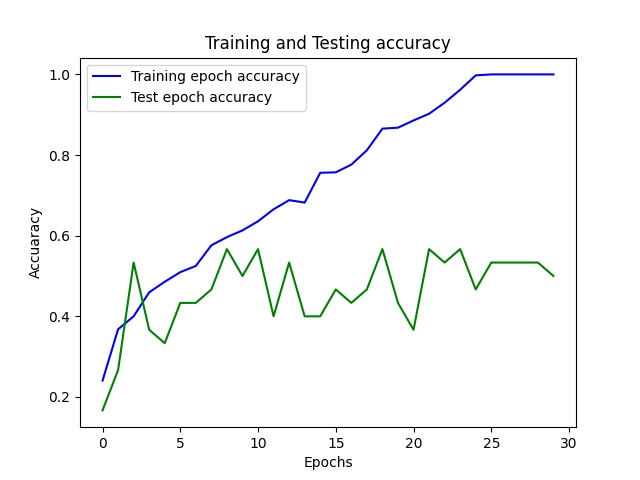 Training and Testing accuracy
Training epoch accuracy
Test epoch accuracy
1.0
0.8
0.6
0.4
0.2
Accuaracy
0 5 10 15 20 25 30
Epochs